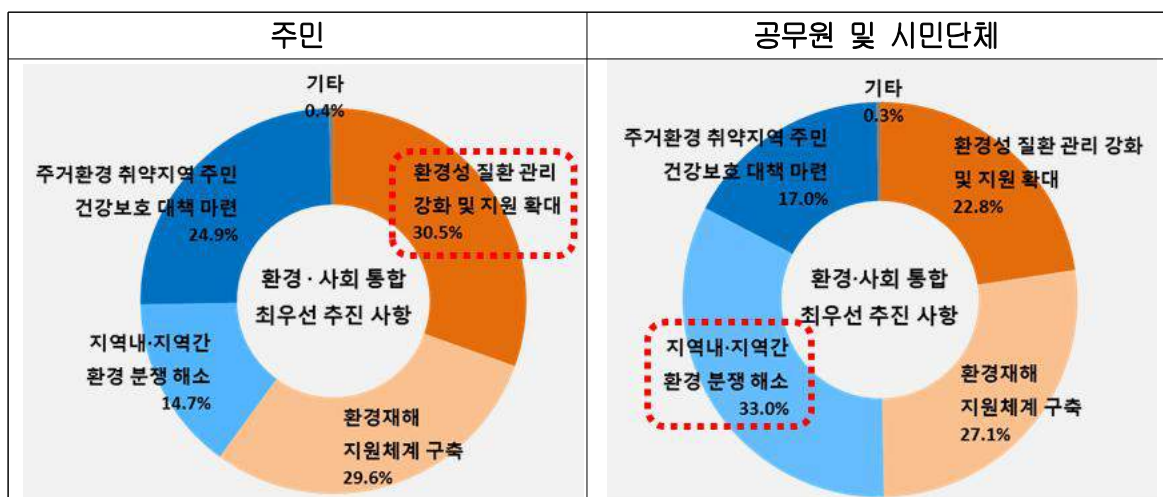 주민
공무원 및 시민단체
기타
0.4%
환경성 질환 관리
강화 및 지원 확대
30.5%
환경재해
지원체계 구축
29.6%
지역내·지역간
환경 분쟁 해소
14.7%
주거환경 취약지역 주민
건강보호 대책 마련
24.9%
환경 · 사회 통합
최우선 추진 사항
기타
0.3%
환경성 질환 관리 강화
및 지원 확대
22.8%
환경재해
지원체계 구축
27.1%
지역내·지역간
환경 분쟁 해소
33.0%
주거환경 취약지역 주민
건강보호 대책 마련
17.0%
환경·사회 통합
최우선 추진 사항